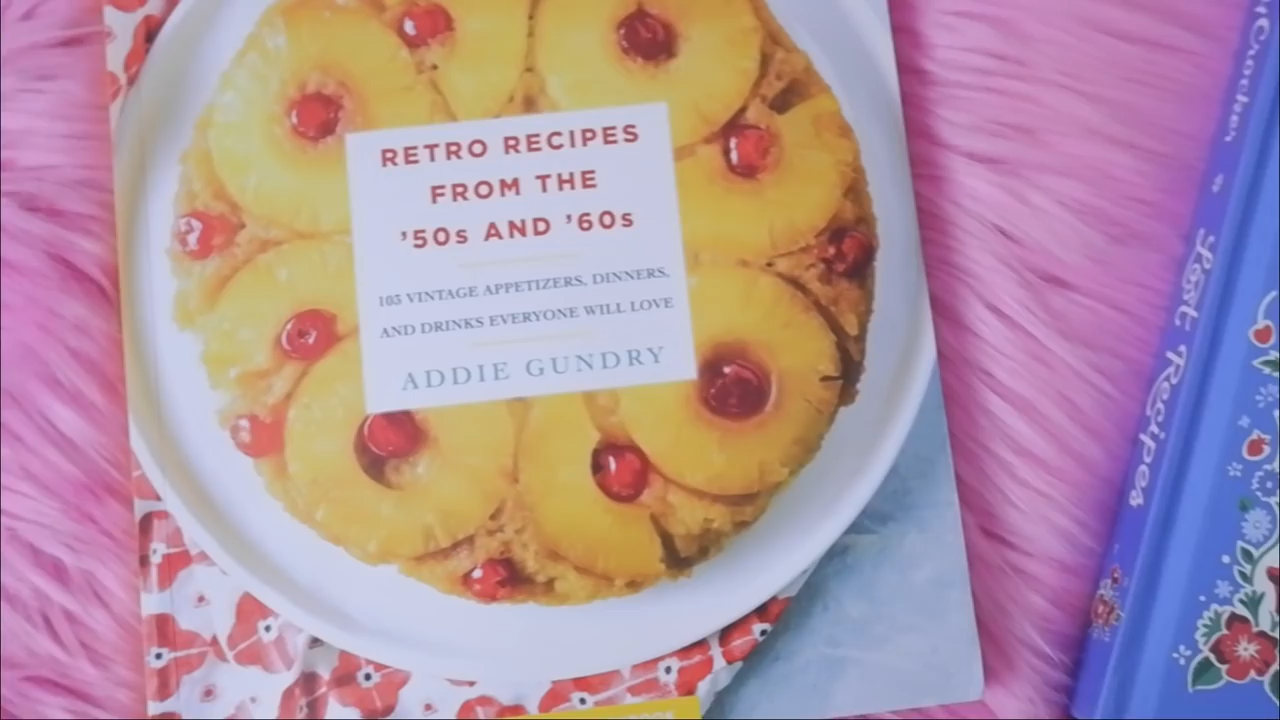 RETRO RECIPES
FROM THE
’50s AND ’60s
103 VINTAGE APPETIZERS, DINNERS,
AND DRINKS EVERYONE WILL LOVE
ADDIE GUNDRY
Crocker
Lost Recipes